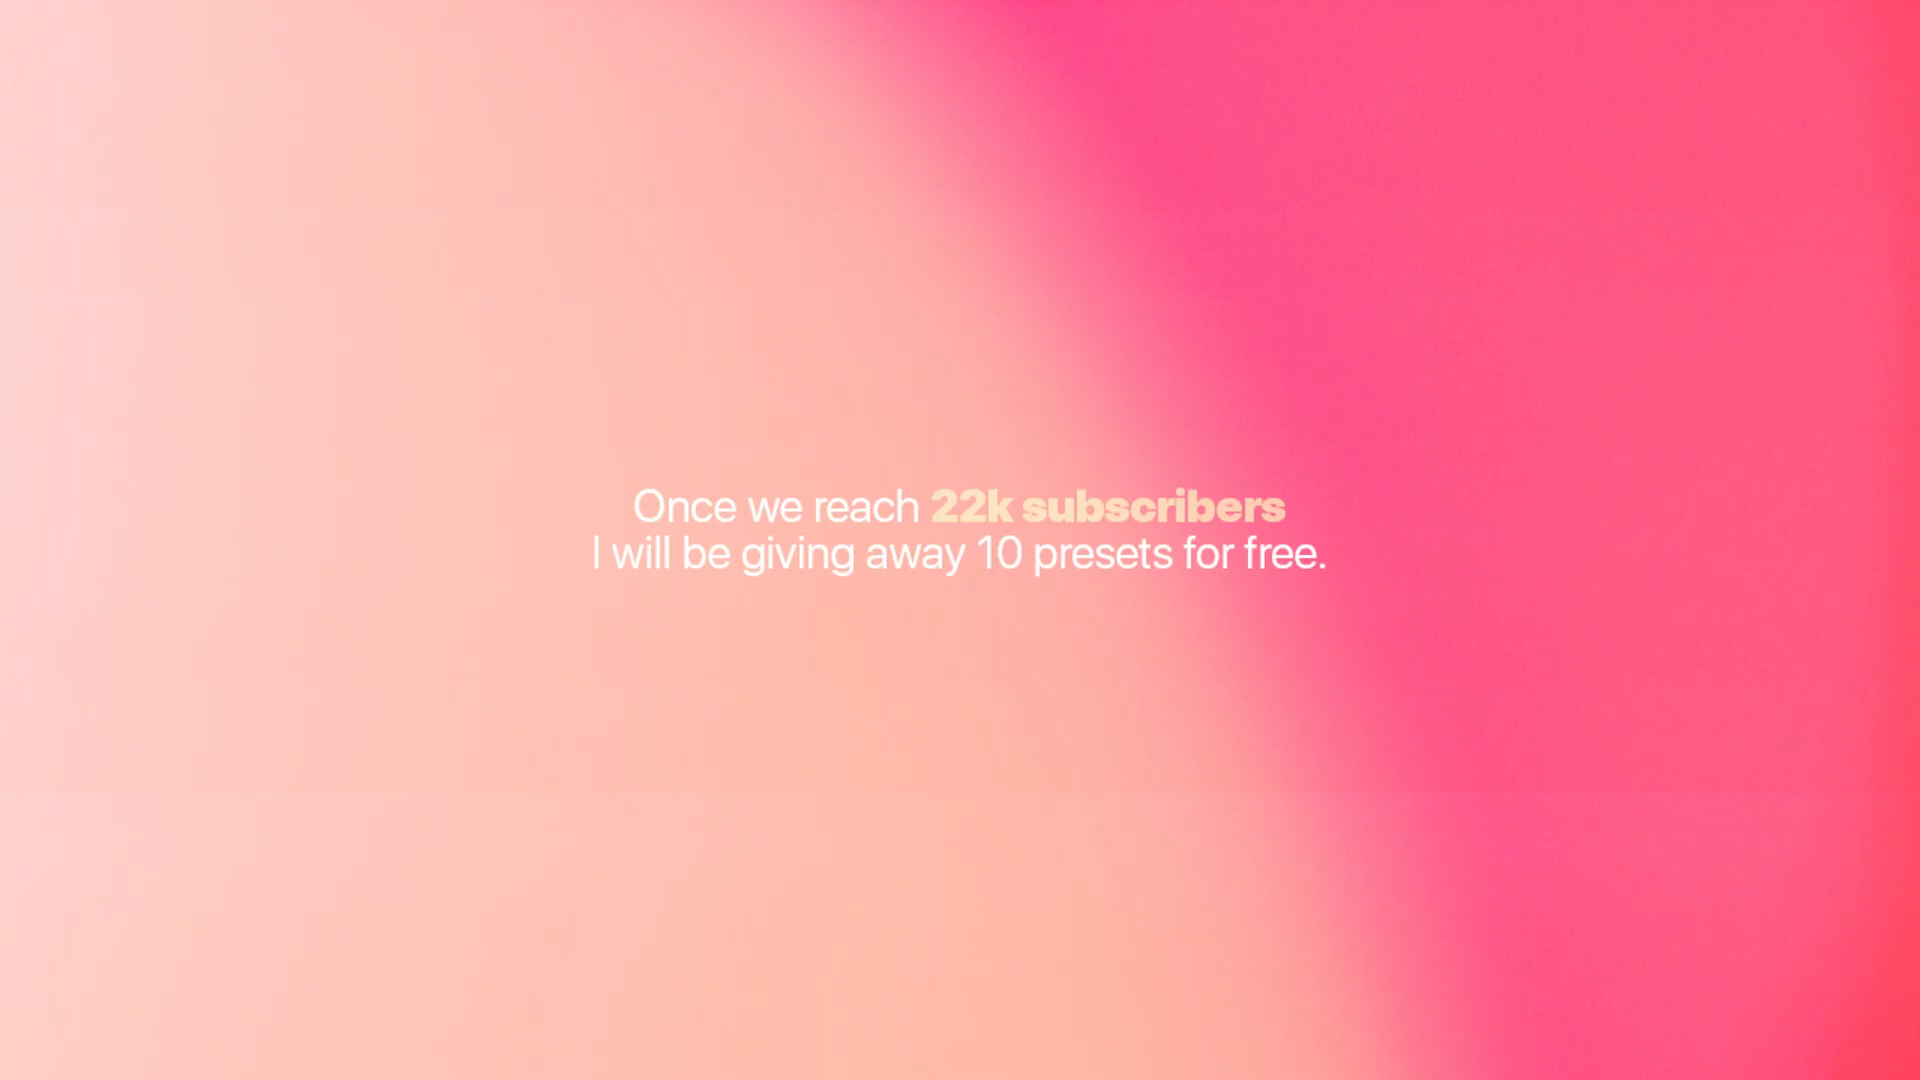 Once we reach 22k subscribers
I will be giving away 10 presets for free.